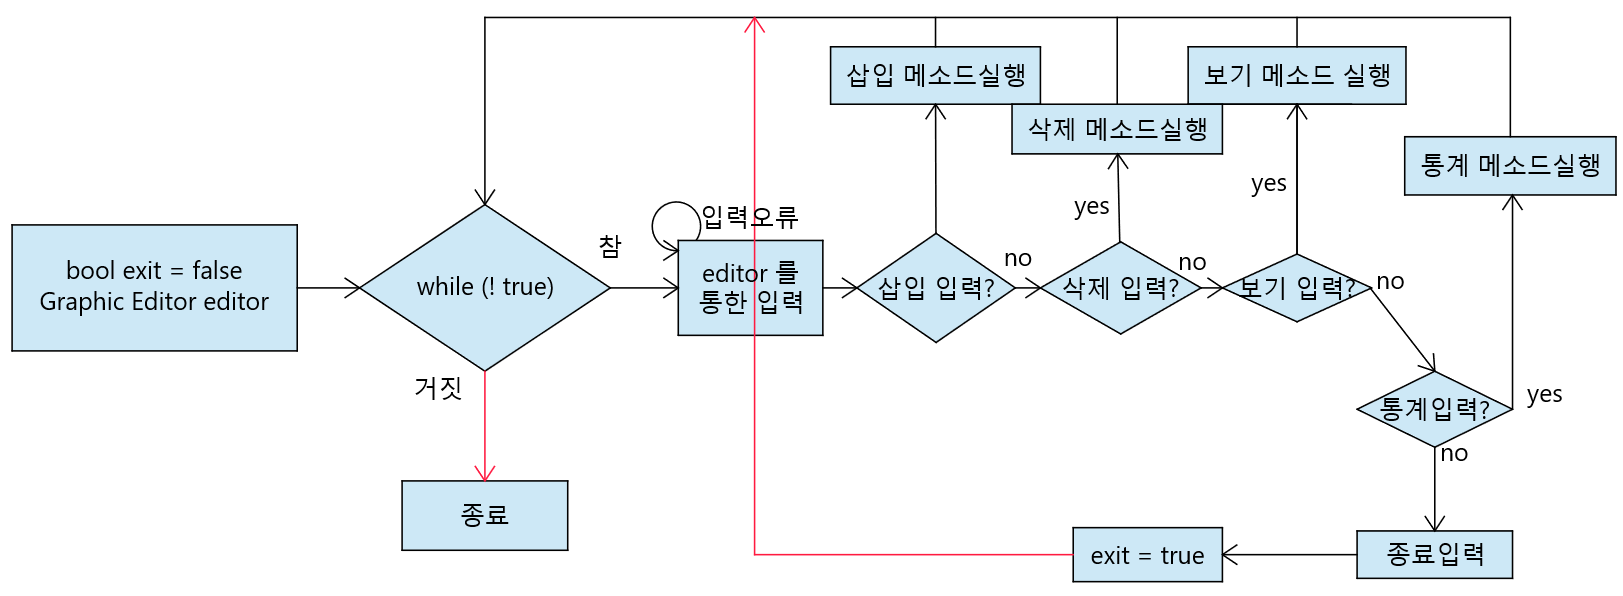 bool exit = false
Graphic Editor editor
while (! true)
참
거짓
종료
입력오류
editor 를
통한 입력
삽입 입력?
삽입 메소드실행
no
삭제 입력?
yes
삭제 메소드실행
no
보기 입력?
yes
보기 메소드 실행
no
통계입력?
yes
통계 메소드실행
no
종료입력
exit = true